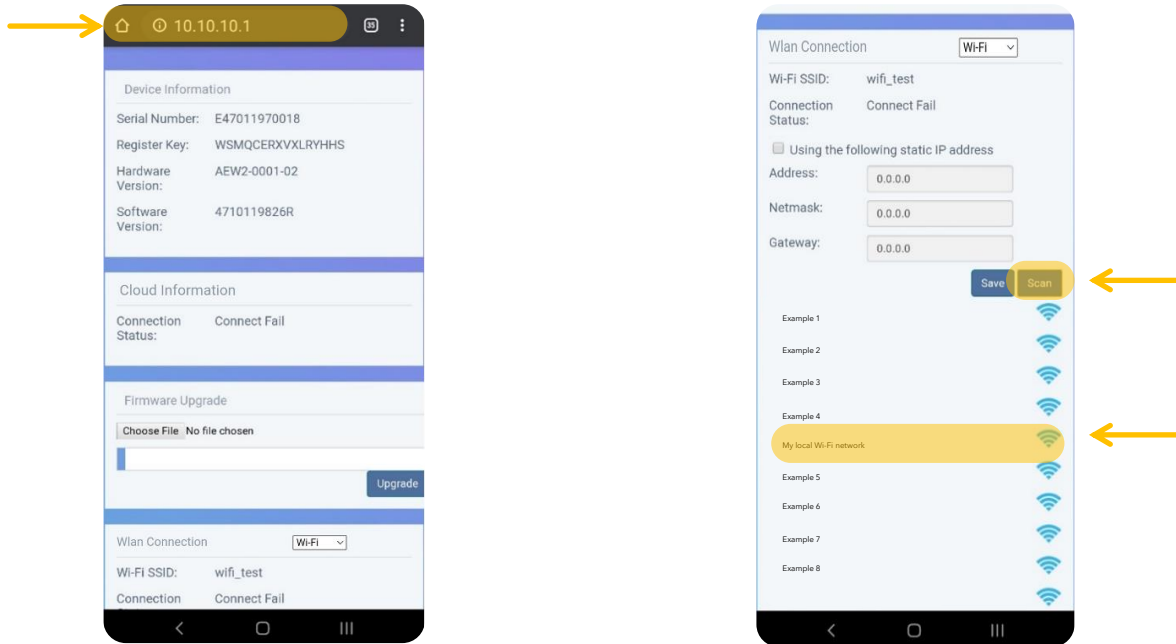 10.10.10.1
35
Device Information
Serial Number: E47011970018
Register Key: WSMQCERXVXLRYHHS
Hardware Version: AEW2-0001-02
Software Version: 4710119826R
Cloud Information
Connection Status: Connect Fail
Firmware Upgrade
Choose File No file chosen
Upgrade
Wlan Connection Wi-Fi
Wi-Fi SSID: wifi_test
Connection Connect Fail
Wlan Connection Wi-Fi
Wi-Fi SSID: wifi_test
Connection Status: Connect Fail
Using the following static IP address
Address: 0.0.0.0
Netmask: 0.0.0.0
Gateway: 0.0.0.0
Save Scan
Example 1
Example 2
Example 3
Example 4
My local Wi-Fi network
Example 5
Example 6
Example 7
Example 8